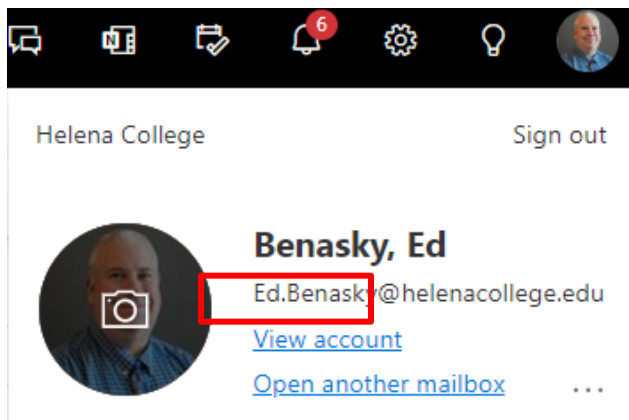 6
Helena College Sign out
Benasky, Ed
Ed.Benasky@helenacollege.edu
View account
Open another mailbox ...